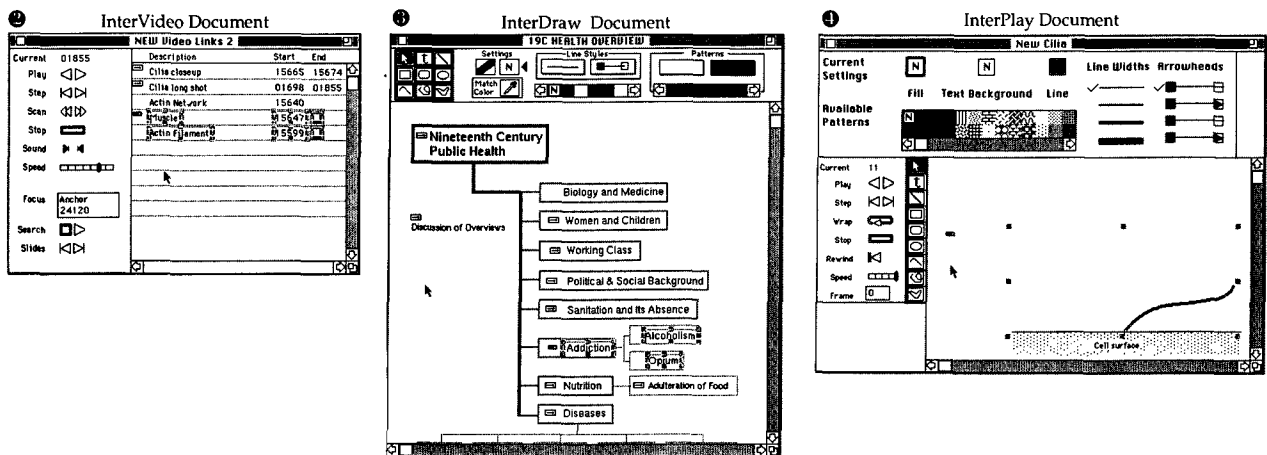 ❷
InterVideo Document
NEW Video Links 2
Current 01855
Play
Step
Scan
Stop
Sound
Speed
Focus
Anchor
24120
Search
Slides
Description Start End
Cilia closeup 15665 15674
Cilia long shot 01698 01855
Actin Network 15640
Muscle 15647
Actin Filament 15599
❸
InterDraw Document
19C HEALTH OVERVIEW
Settings
Line Styles
Patterns
t
N
Match
Color
N
Nineteenth Century
Public Health
Discussion of Overviews
Biology and Medicine
Women and Children
Working Class
Political & Social Background
Sanitation and Its Absence
Addiction
Alcoholism
Opium
Nutrition
Adulteration of Food
Diseases
❹
InterPlay Document
New Cilia
Current
Settings
N
N
Fill Text Background Line
Line Widths Arrowheads
Available
Patterns
N
Current 11
Play
Step
Wrap
Stop
Rewind
Speed
Frame 0
t
Cell surface